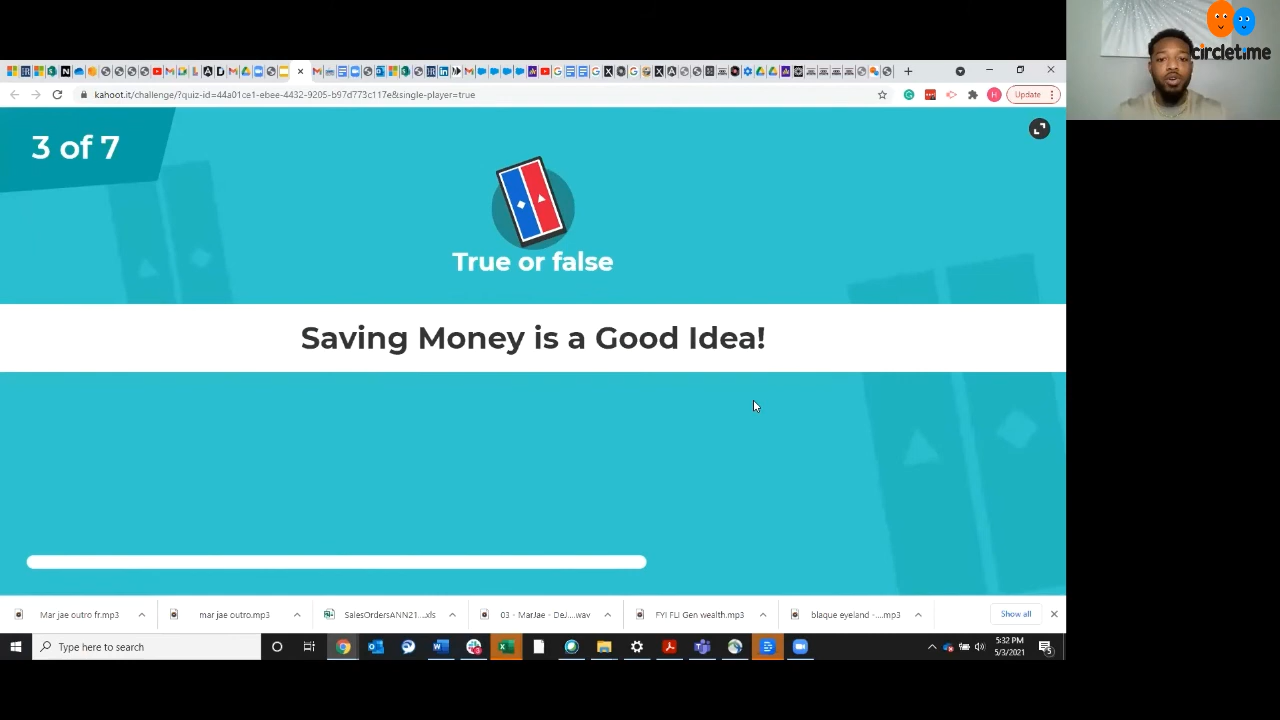 circletime
kahoot.it/challenge/?quiz-id=44a01ce1-ebee-4432-9205-b97d773c117e&single-player=true
Update
3 of 7
True or false
Saving Money is a Good Idea!
Mar jae outro fr.mp3
mar jae outro.mp3
SalesOrdersANN21....xls
03 - MarJae - DeJ....wav
FYI FLI Gen wealth.mp3
blaque eyeland -....mp3
Show all
Type here to search
5:32 PM
5/3/2021